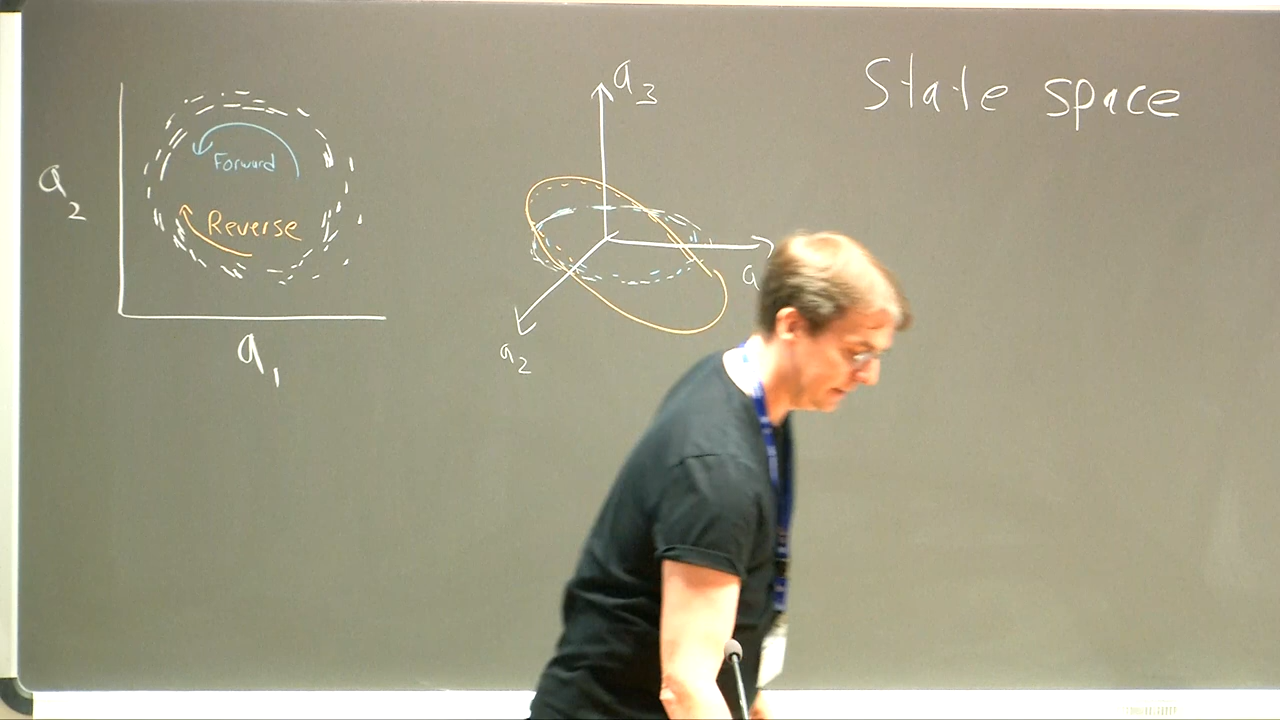 State space
a₃
Forward
a₂
Reverse
a
a₁
a₂